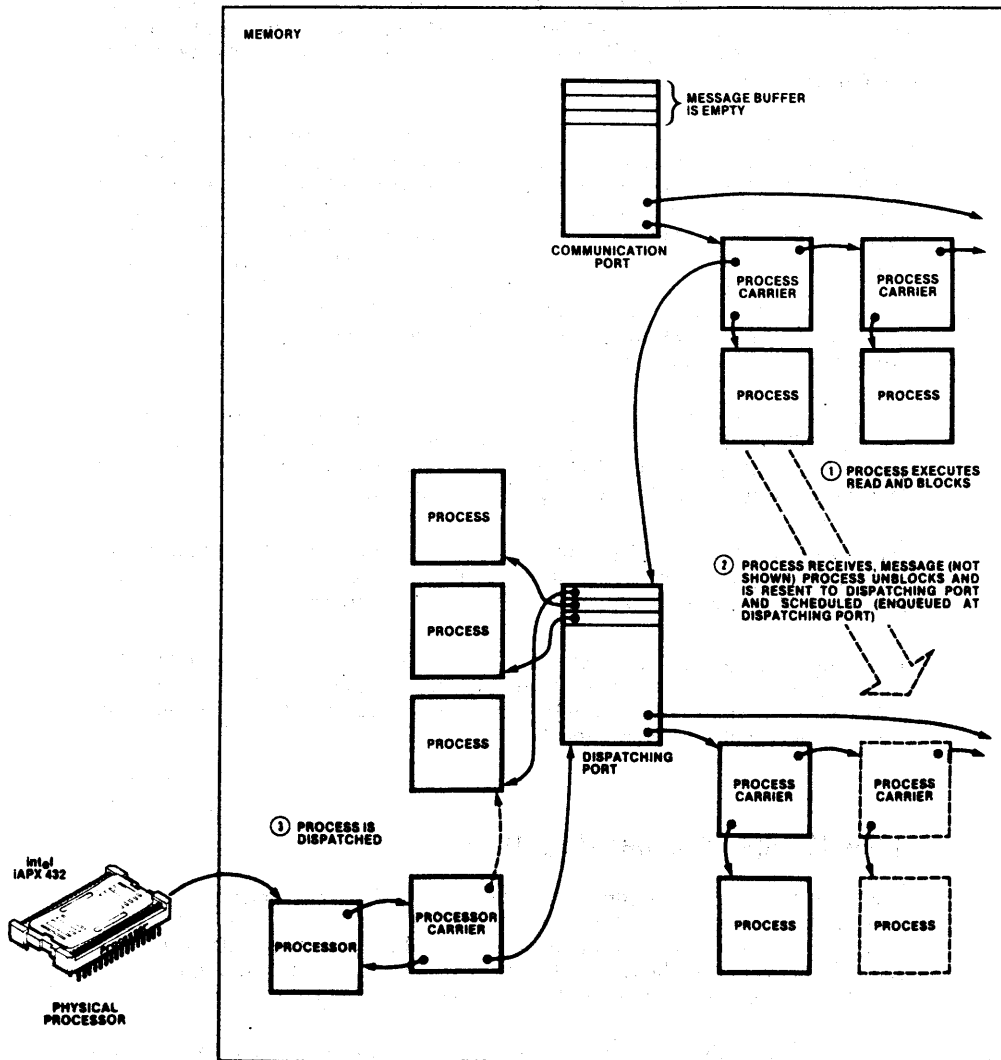 MEMORY
MESSAGE BUFFER
IS EMPTY
COMMUNICATION
PORT
PROCESS
CARRIER
PROCESS
CARRIER
PROCESS
PROCESS
① PROCESS EXECUTES
READ AND BLOCKS
PROCESS
② PROCESS RECEIVES, MESSAGE (NOT
SHOWN) PROCESS UNBLOCKS AND
IS RESENT TO DISPATCHING PORT
AND SCHEDULED (ENQUEUED AT
DISPATCHING PORT)
PROCESS
PROCESS
DISPATCHING
PORT
PROCESS
CARRIER
PROCESS
CARRIER
③ PROCESS IS
DISPATCHED
intel
iAPX 432
PROCESSOR
PROCESSOR
CARRIER
PROCESS
PROCESS
PHYSICAL
PROCESSOR